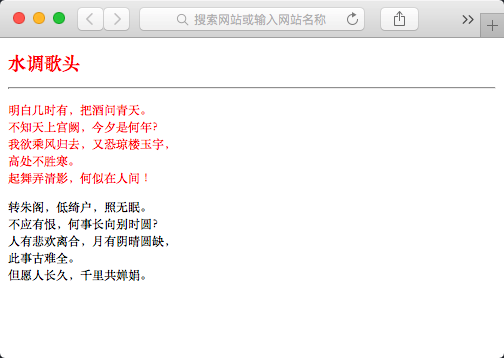 搜索网站或输入网站名称
水调歌头
明白几时有，把酒问青天。
不知天上宫阙，今夕是何年?
我欲乘风归去，又恐琼楼玉字，
高处不胜寒。
起舞弄清影，何似在人间！
转朱阁，低绮户，照无眠。
不应有恨，何事长向别时圆?
人有悲欢离合，月有阴晴圆缺，
此事古难全。
但愿人长久，千里共婵娟。